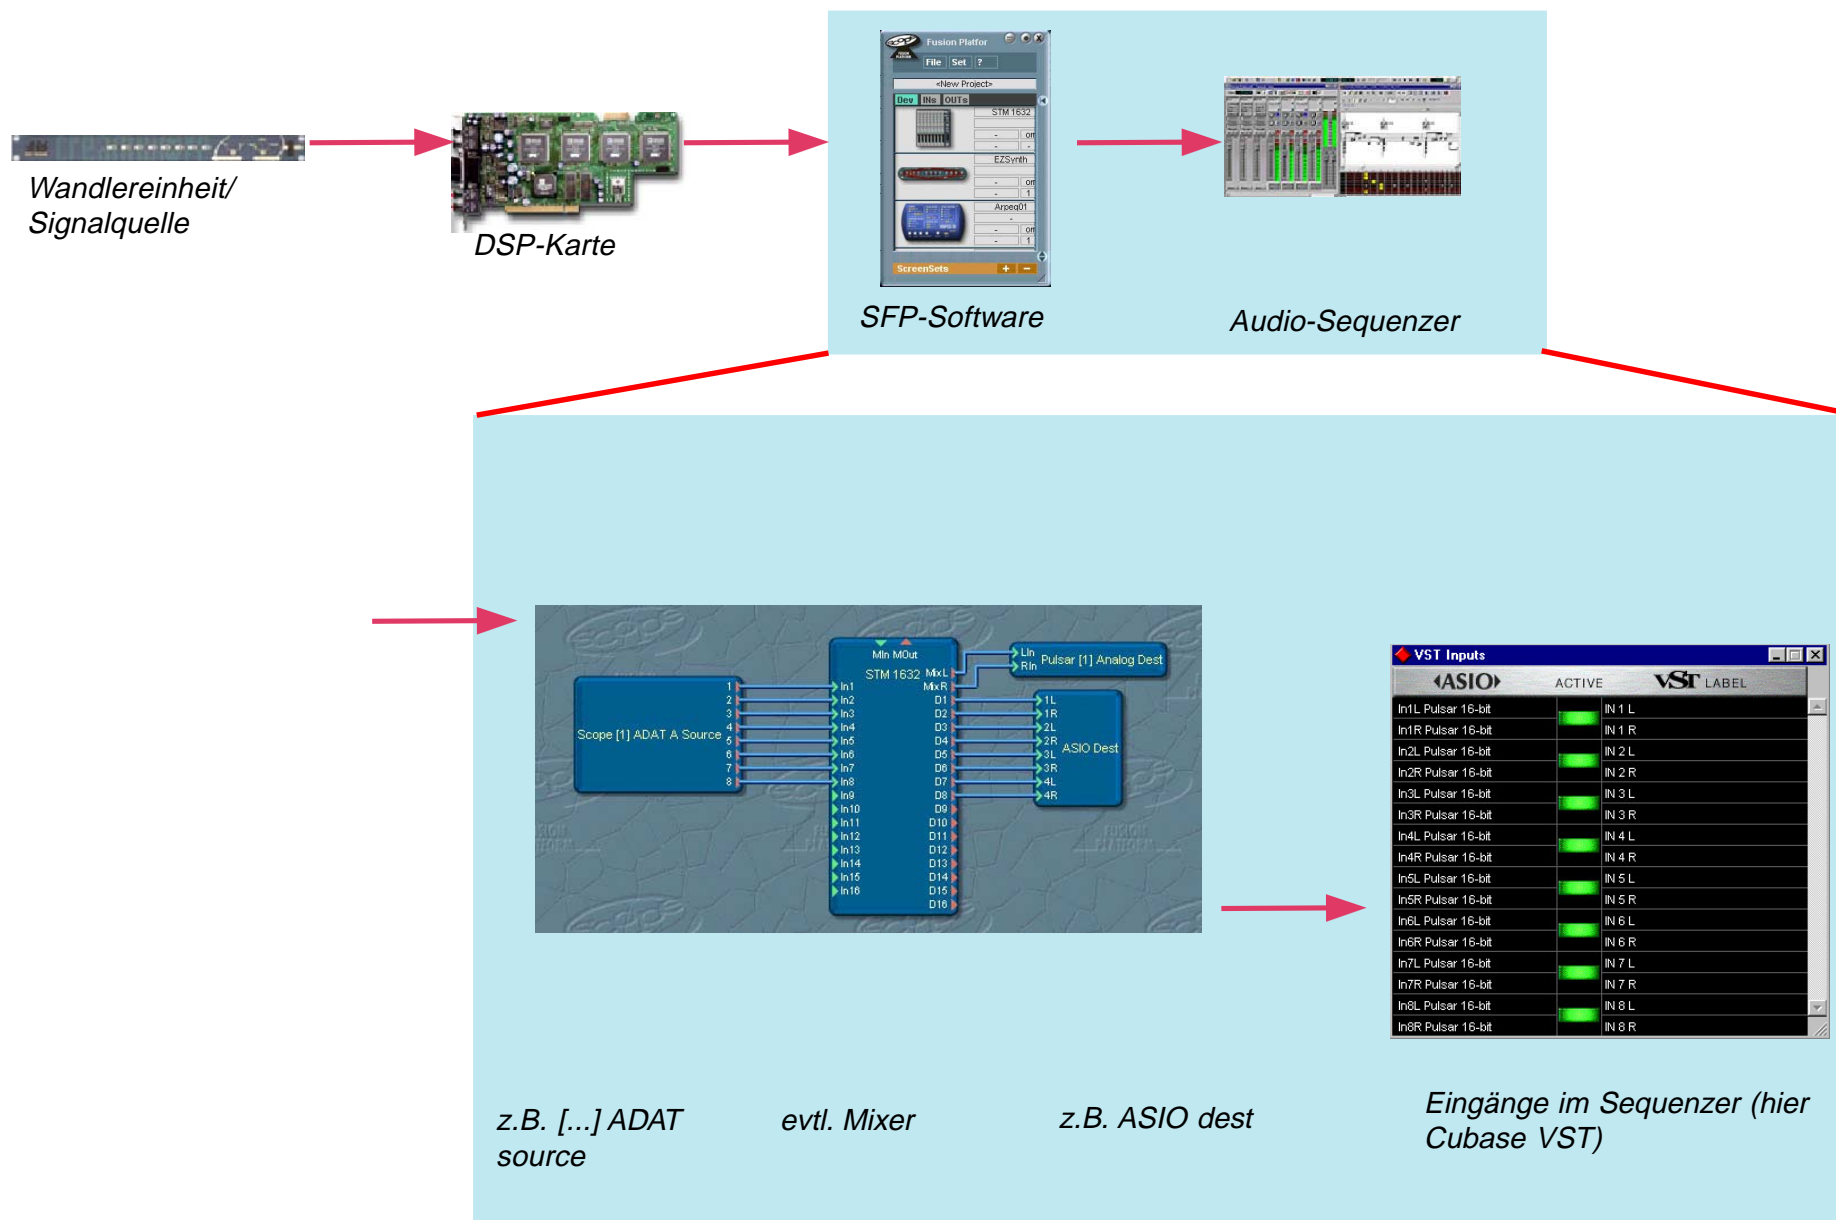 Fusion Platfor
File Set ?
<New Project>
Dev INs OUTs
STM 1632
- off
- -
EZSynth
- off
- 1
Arpeg01
-
- off
- 1
ScreenSets + −
Wandlereinheit/
Signalquelle
DSP-Karte
SFP-Software
Audio-Sequenzer
Scope [1] ADAT A Source
1
2
3
4
5
6
7
8
MIn MOut
STM 1632
In1
In2
In3
In4
In5
In6
In7
In8
In9
In10
In11
In12
In13
In14
In15
In16
MixL
MixR
D1
D2
D3
D4
D5
D6
D7
D8
D9
D10
D11
D12
D13
D14
D15
D16
LIn
RIn
Pulsar [1] Analog Dest
1L
1R
2L
2R
3L
3R
4L
4R
ASIO Dest
VST Inputs
ASIO ACTIVE VST LABEL
In1L Pulsar 16-bit IN 1 L
In1R Pulsar 16-bit IN 1 R
In2L Pulsar 16-bit IN 2 L
In2R Pulsar 16-bit IN 2 R
In3L Pulsar 16-bit IN 3 L
In3R Pulsar 16-bit IN 3 R
In4L Pulsar 16-bit IN 4 L
In4R Pulsar 16-bit IN 4 R
In5L Pulsar 16-bit IN 5 L
In5R Pulsar 16-bit IN 5 R
In6L Pulsar 16-bit IN 6 L
In6R Pulsar 16-bit IN 6 R
In7L Pulsar 16-bit IN 7 L
In7R Pulsar 16-bit IN 7 R
In8L Pulsar 16-bit IN 8 L
In8R Pulsar 16-bit IN 8 R
z.B. [...] ADAT
source
evtl. Mixer
z.B. ASIO dest
Eingänge im Sequenzer (hier
Cubase VST)